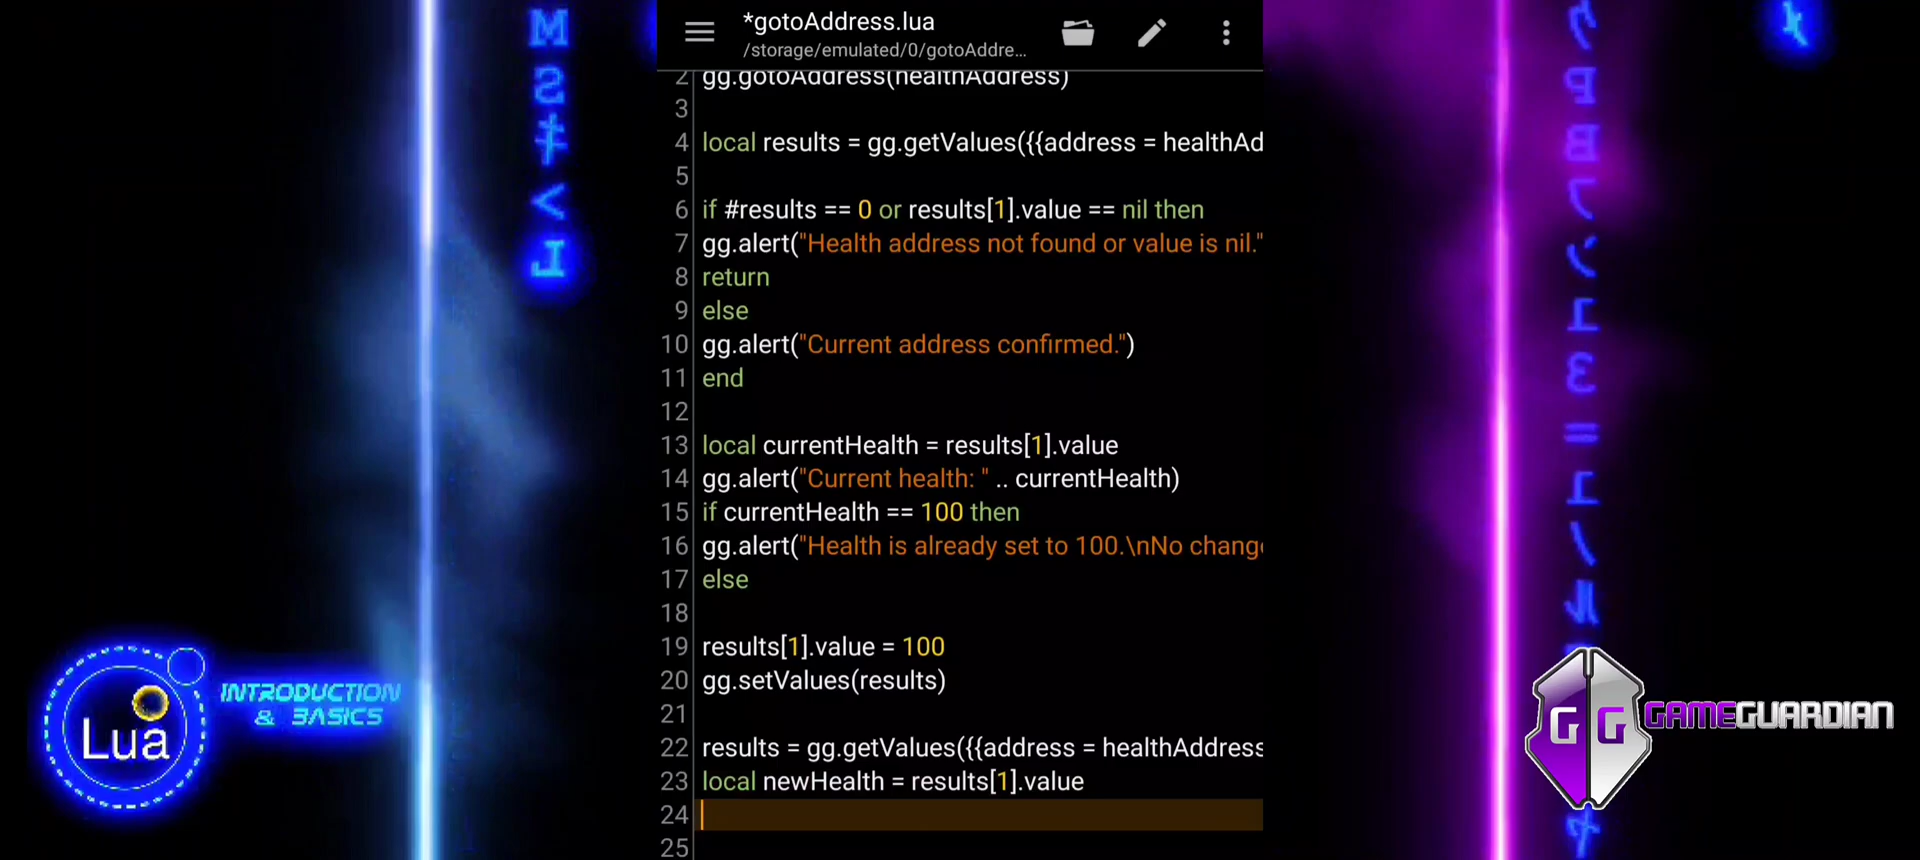 *gotoAddress.lua
/storage/emulated/0/gotoAddre...
2 gg.gotoAddress(healthAddress)
3
4 local results = gg.getValues({{address = healthAd
5
6 if #results == 0 or results[1].value == nil then
7 gg.alert("Health address not found or value is nil."
8 return
9 else
10 gg.alert("Current address confirmed.")
11 end
12
13 local currentHealth = results[1].value
14 gg.alert("Current health: " .. currentHealth)
15 if currentHealth == 100 then
16 gg.alert("Health is already set to 100.\nNo change
17 else
18
19 results[1].value = 100
20 gg.setValues(results)
21
22 results = gg.getValues({{address = healthAddress
23 local newHealth = results[1].value
24
25
Lua
INTRODUCTION
& BASICS
GG
GAMEGUARDIAN